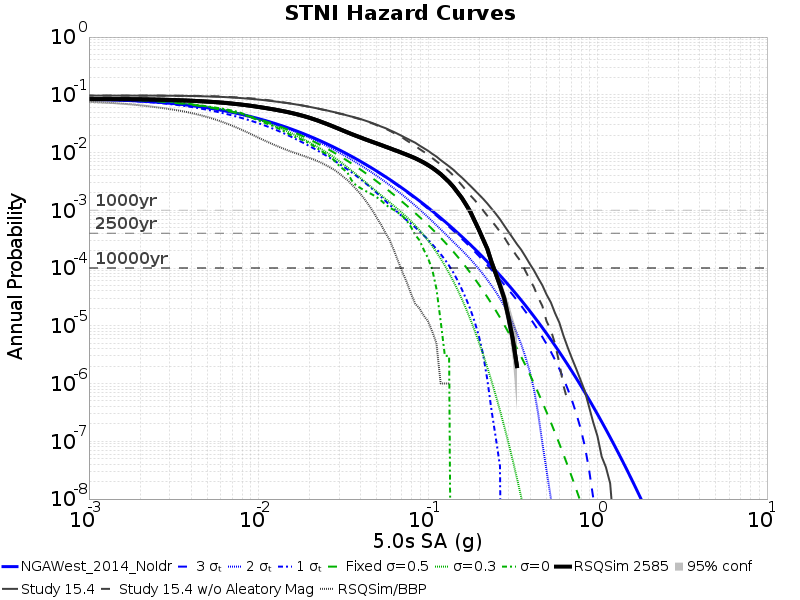 STNI Hazard Curves
10^0
10^-1
10^-2
10^-3
10^-4
10^-5
10^-6
10^-7
10^-8
Annual Probability
1000yr
2500yr
10000yr
10^-3 10^-2 10^-1 10^0 10^1
5.0s SA (g)
NGAWest_2014_NoIdr 3 σₜ 2 σₜ 1 σₜ Fixed σ=0.5 σ=0.3 σ=0 RSQSim 2585 95% conf
Study 15.4 Study 15.4 w/o Aleatory Mag RSQSim/BBP